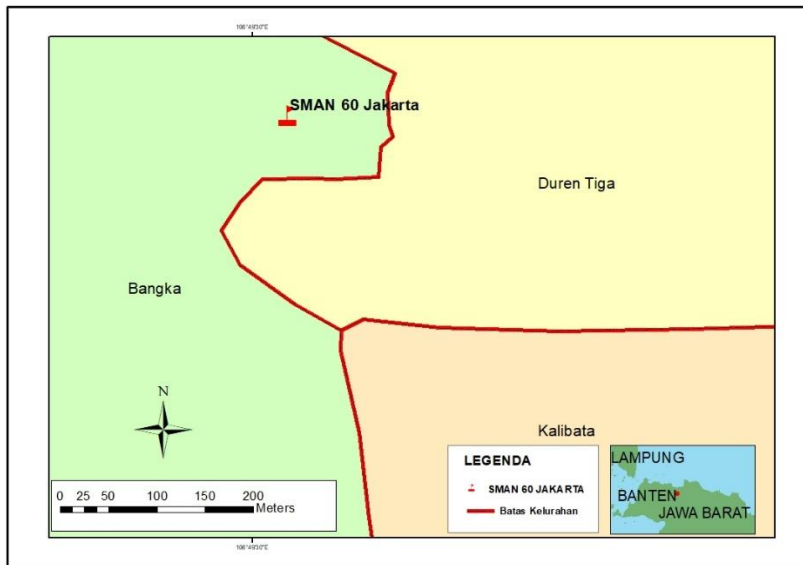 106°49'30"E
SMAN 60 Jakarta
Duren Tiga
Bangka
N
Kalibata
0 25 50 100 150 200
Meters
LEGENDA
SMAN 60 JAKARTA
Batas Kelurahan
LAMPUNG
BANTEN
JAWA BARAT
106°49'30"E